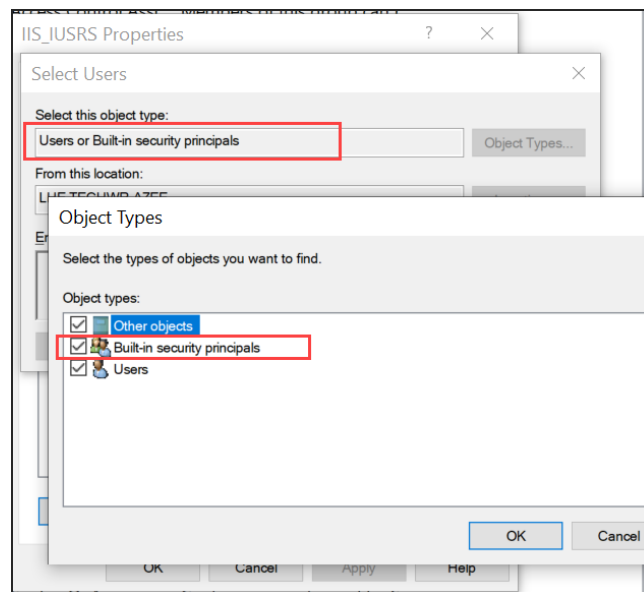 IIS_IUSRS Properties ?
Select Users
Select this object type:
Users or Built-in security principals
Object Types...
From this location:
Object Types
Select the types of objects you want to find.
Object types:
Other objects
Built-in security principals
Users
OK Cancel
OK Cancel Apply Help